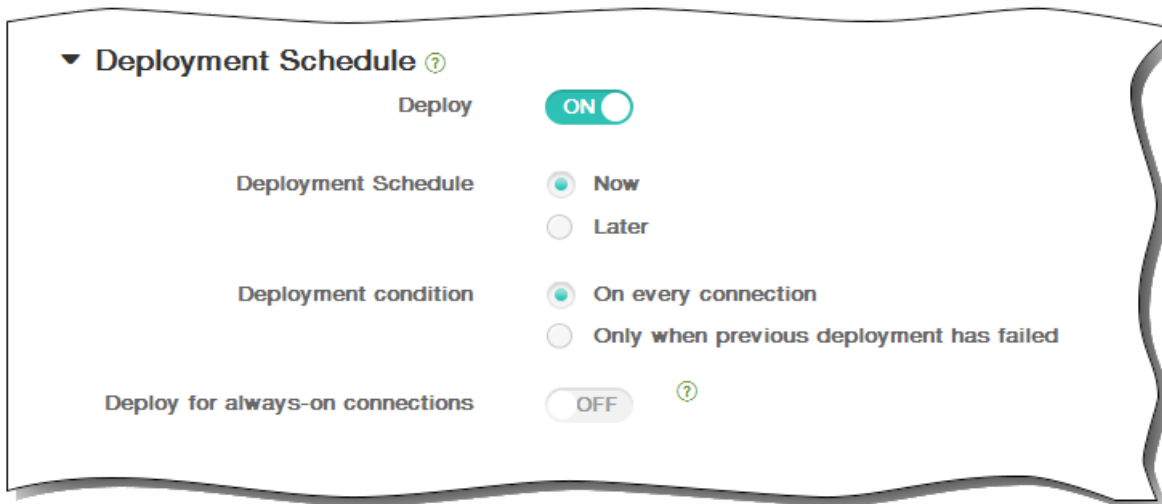 Deployment Schedule ?
Deploy ON
Deployment Schedule Now
Later
Deployment condition On every connection
Only when previous deployment has failed
Deploy for always-on connections OFF ?